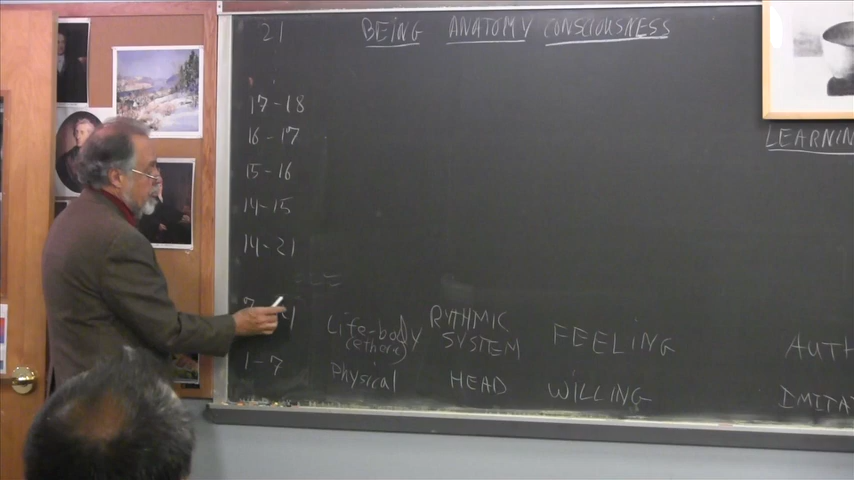 21 BEING ANATOMY CONSCIOUSNESS
17-18
16-17
LEARNIN
15-16
14-15
14-21
Life-body RYTHMIC
(etheric) SYSTEM FEELING AUTH
1-7 Physical HEAD WILLING IMITA